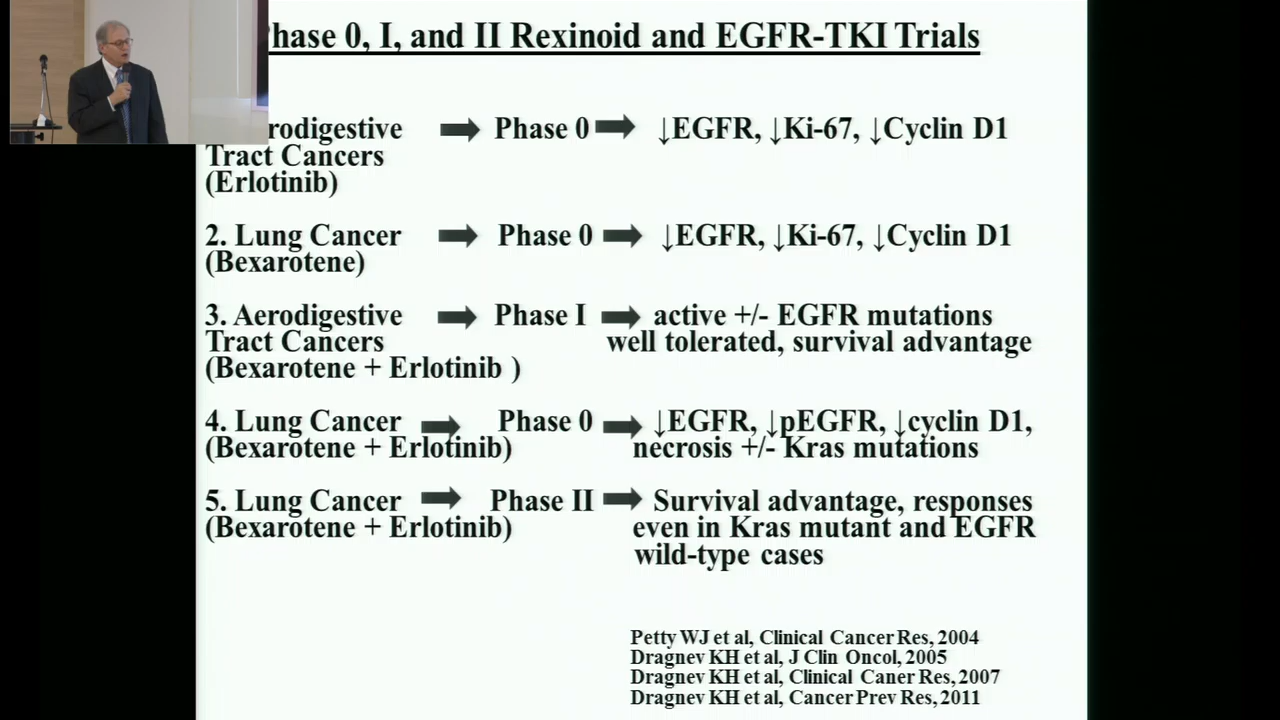 hase 0, I, and II Rexinoid and EGFR-TKI Trials
rodigestive ➡ Phase 0 ➡ ↓EGFR, ↓Ki-67, ↓Cyclin D1
Tract Cancers
(Erlotinib)
2. Lung Cancer ➡ Phase 0 ➡ ↓EGFR, ↓Ki-67, ↓Cyclin D1
(Bexarotene)
3. Aerodigestive ➡ Phase I ➡ active +/- EGFR mutations
Tract Cancers well tolerated, survival advantage
(Bexarotene + Erlotinib )
4. Lung Cancer ➡ Phase 0 ➡ ↓EGFR, ↓pEGFR, ↓cyclin D1,
(Bexarotene + Erlotinib) necrosis +/- Kras mutations
5. Lung Cancer ➡ Phase II ➡ Survival advantage, responses
(Bexarotene + Erlotinib) even in Kras mutant and EGFR
wild-type cases
Petty WJ et al, Clinical Cancer Res, 2004
Dragnev KH et al, J Clin Oncol, 2005
Dragnev KH et al, Clinical Caner Res, 2007
Dragnev KH et al, Cancer Prev Res, 2011